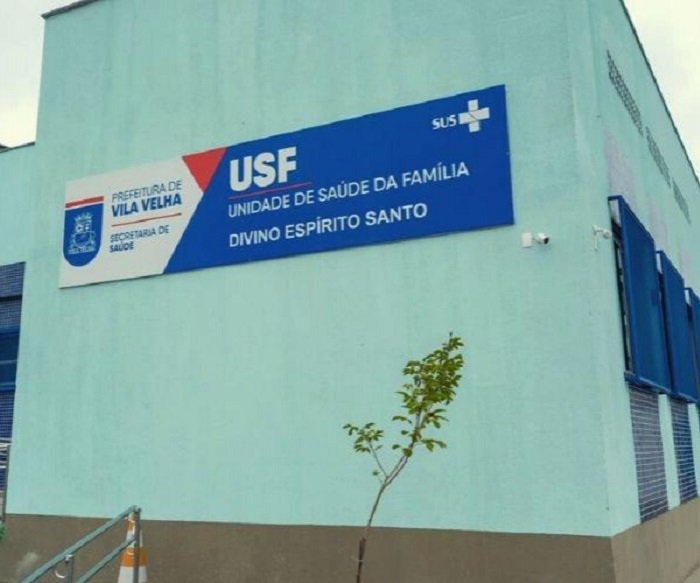 PREFEITURA DE
VILA VELHA
SECRETARIA DE
SAÚDE
USF
UNIDADE DE SAÚDE DA FAMÍLIA
DIVINO ESPÍRITO SANTO
SUS